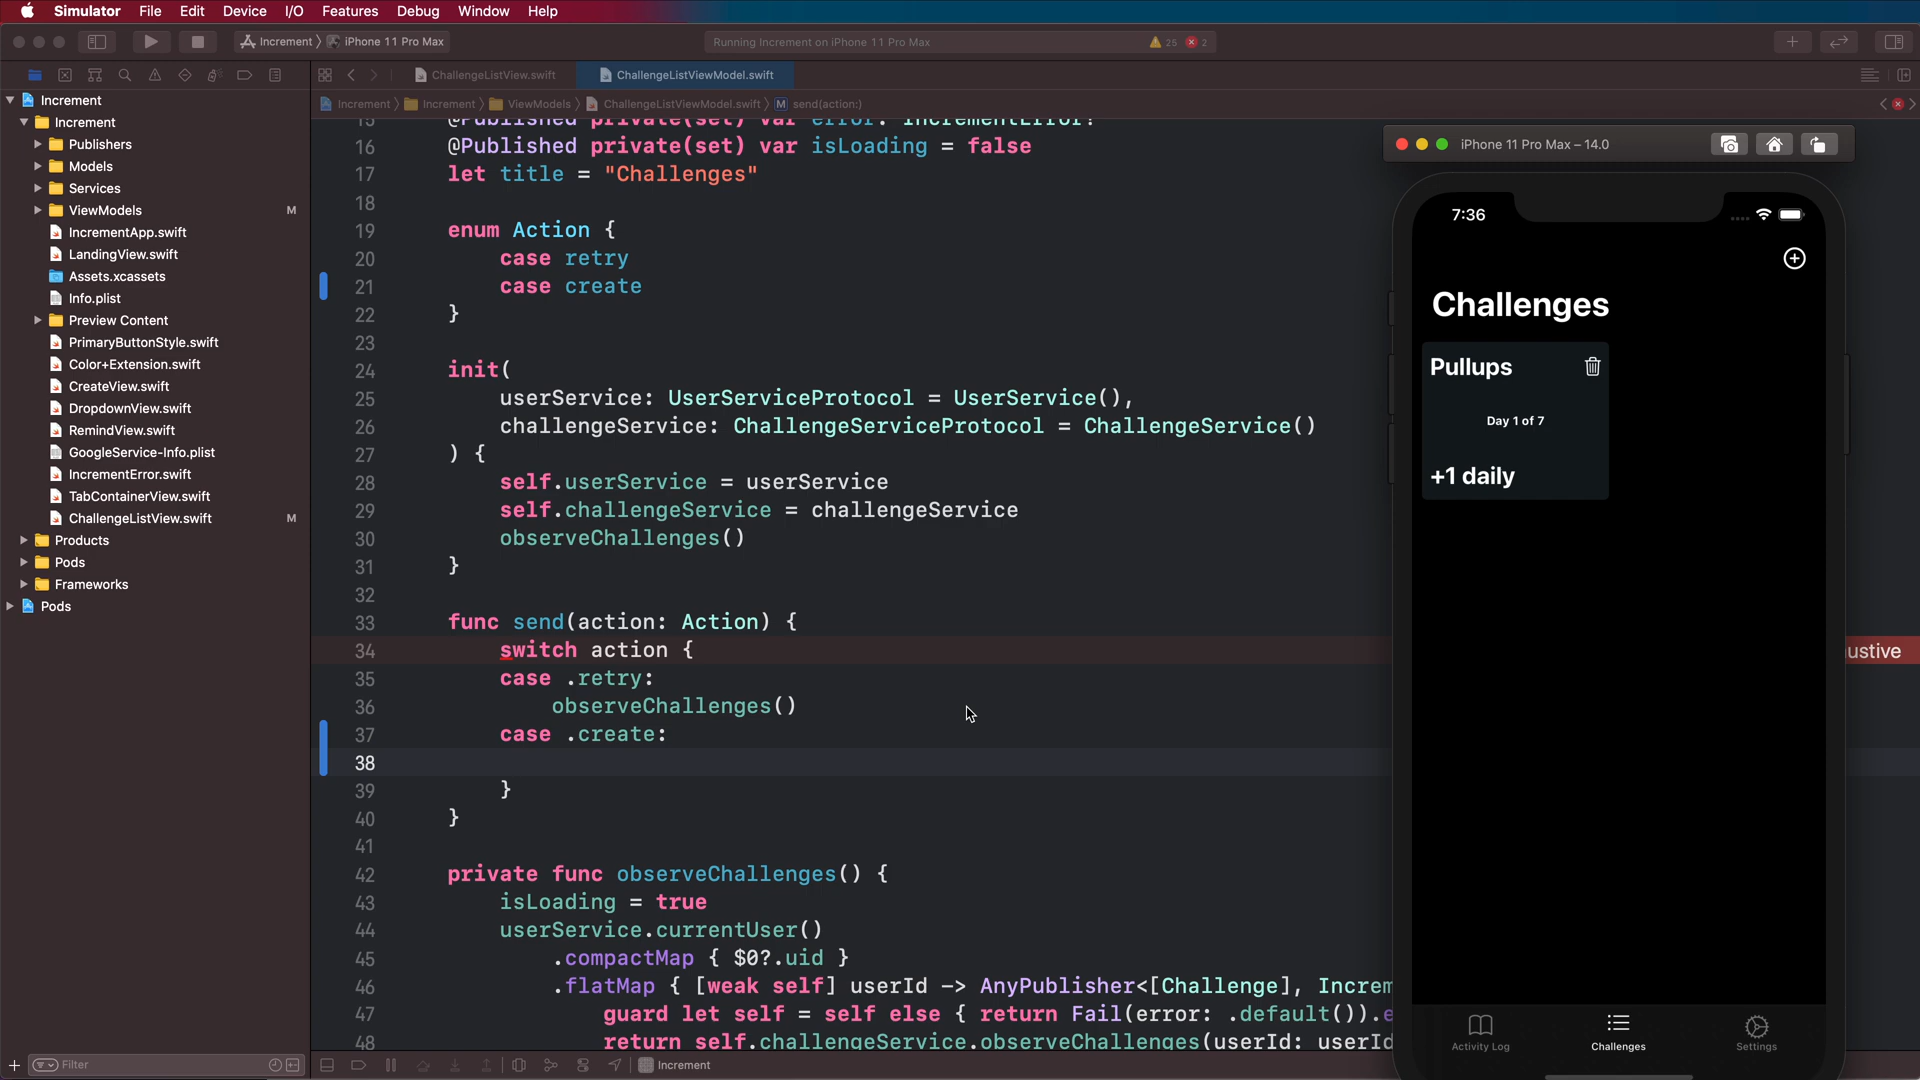 Simulator File Edit Device I/O Features Debug Window Help
Increment iPhone 11 Pro Max
Running Increment on iPhone 11 Pro Max
25 2
ChallengeListView.swift
ChallengeListViewModel.swift
Increment Increment ViewModels ChallengeListViewModel.swift M send(action:)
Increment
Increment
Publishers
Models
Services
ViewModels M
IncrementApp.swift
LandingView.swift
Assets.xcassets
Info.plist
Preview Content
PrimaryButtonStyle.swift
Color+Extension.swift
CreateView.swift
DropdownView.swift
RemindView.swift
GoogleService-Info.plist
IncrementError.swift
TabContainerView.swift
ChallengeListView.swift M
Products
Pods
Frameworks
Pods
Filter
15 @Published private(set) var error: IncrementError?
16 @Published private(set) var isLoading = false
17 let title = "Challenges"
18
19 enum Action {
20 case retry
21 case create
22 }
23
24 init(
25 userService: UserServiceProtocol = UserService(),
26 challengeService: ChallengeServiceProtocol = ChallengeService()
27 ) {
28 self.userService = userService
29 self.challengeService = challengeService
30 observeChallenges()
31 }
32
33 func send(action: Action) {
34 switch action {
ustive
35 case .retry:
36 observeChallenges()
37 case .create:
38
39 }
40 }
41
42 private func observeChallenges() {
43 isLoading = true
44 userService.currentUser()
45 .compactMap { $0?.uid }
46 .flatMap { [weak self] userId -> AnyPublisher<[Challenge], Increm
47 guard let self = self else { return Fail(error: .default()).e
48 return self.challengeService.observeChallenges(userId: userId
Increment
iPhone 11 Pro Max – 14.0
7:36
Challenges
Pullups
Day 1 of 7
+1 daily
Activity Log
Challenges
Settings